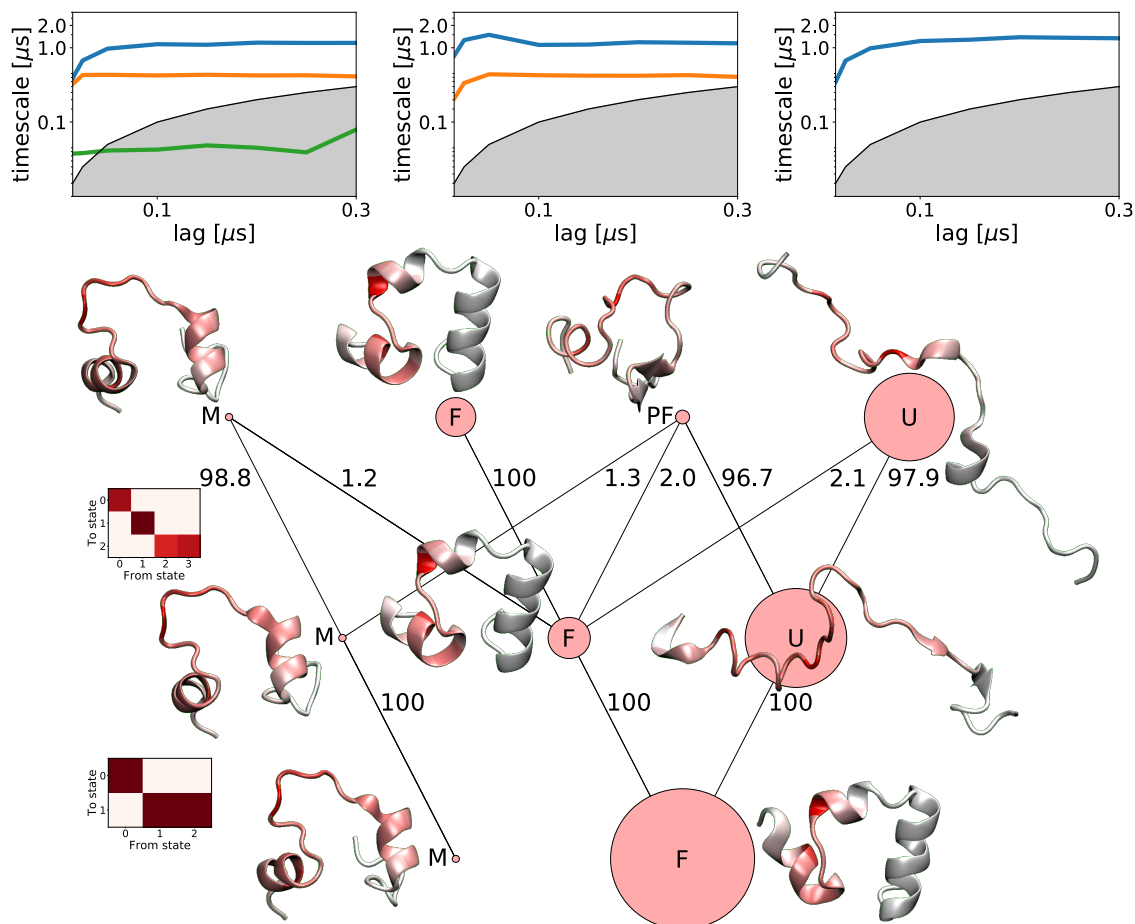 timescale [μs]
2.0
1.0
0.1
0.1
0.3
lag [μs]
timescale [μs]
2.0
1.0
0.1
0.1
0.3
lag [μs]
timescale [μs]
2.0
1.0
0.1
0.1
0.3
lag [μs]
M
F
PF
U
98.8
1.2
100
1.3
2.0
96.7
2.1
97.9
To state
0
1
2
0 1 2 3
From state
M
F
U
100
100
100
To state
0
1
0 1 2
From state
M
F